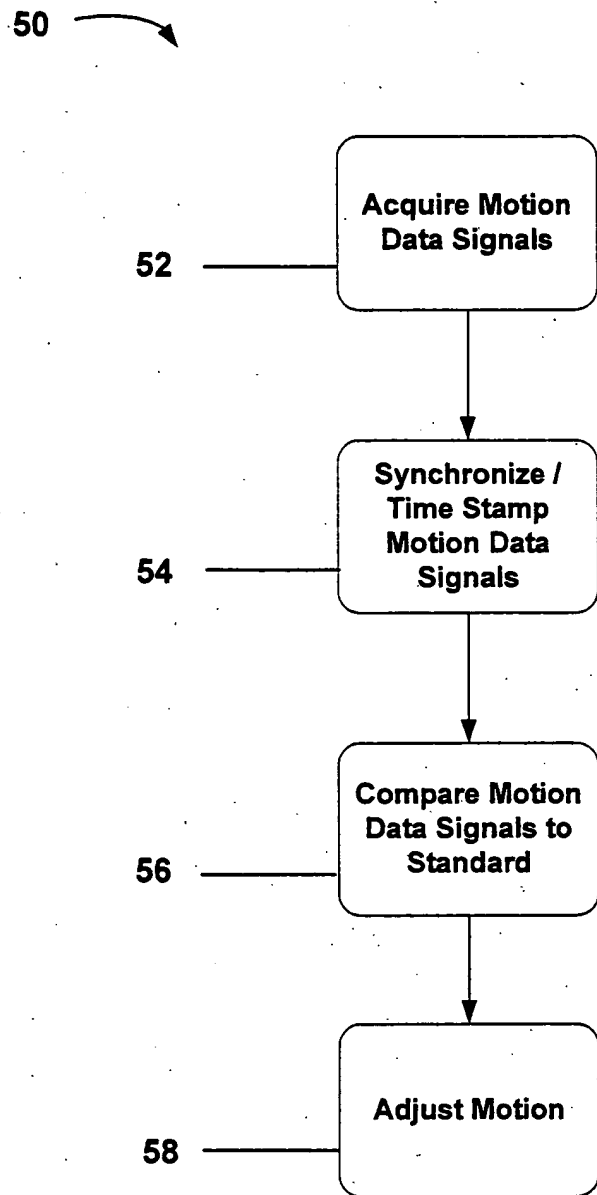 50
Acquire Motion
Data Signals
52
Synchronize /
Time Stamp
Motion Data
Signals
54
Compare Motion
Data Signals to
Standard
56
Adjust Motion
58